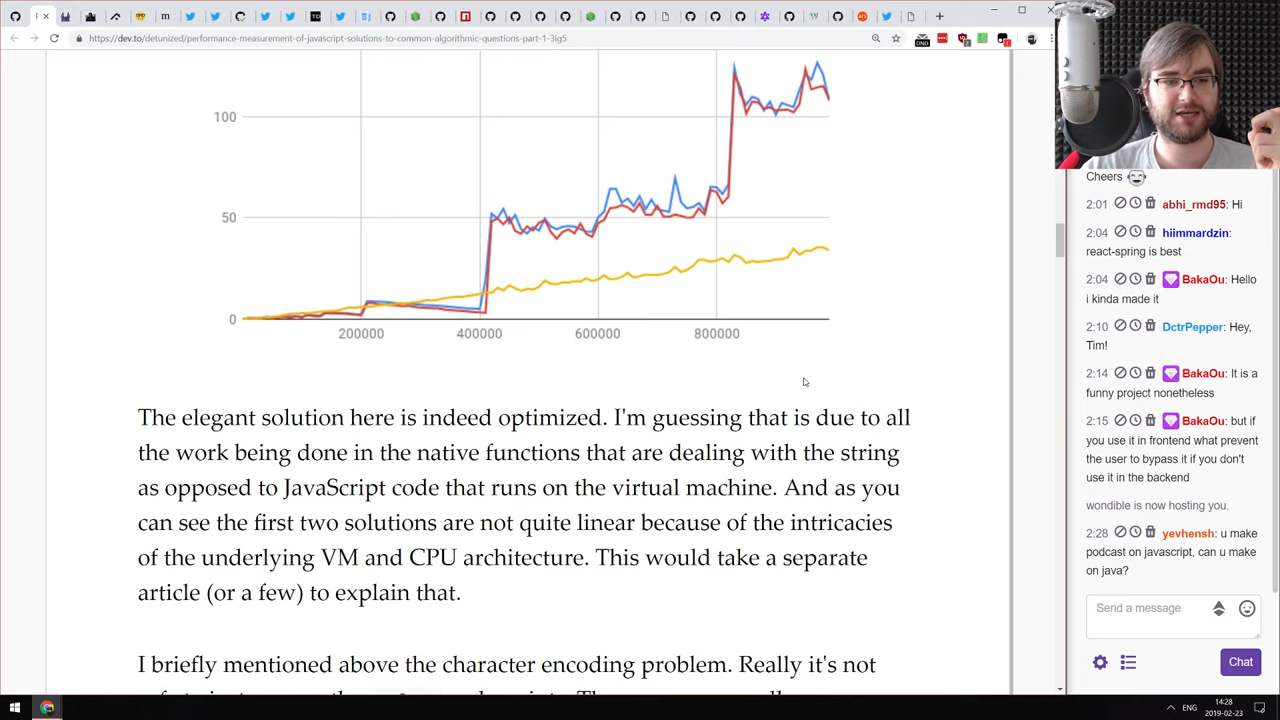 https://dev.to/detunized/performance-measurement-of-javascript-solutions-to-common-algorithmic-questions-part-1-3ig5
100
50
0
200000
400000
600000
800000
The elegant solution here is indeed optimized. I'm guessing that is due to all
the work being done in the native functions that are dealing with the string
as opposed to JavaScript code that runs on the virtual machine. And as you
can see the first two solutions are not quite linear because of the intricacies
of the underlying VM and CPU architecture. This would take a separate
article (or a few) to explain that.
I briefly mentioned above the character encoding problem. Really it's not
Cheers
2:01 abhi_rmd95: Hi
2:04 hiimmardzin:
react-spring is best
2:04 BakaOu: Hello
i kinda made it
2:10 DctrPepper: Hey,
Tim!
2:14 BakaOu: It is a
funny project nonetheless
2:15 BakaOu: but if
you use it in frontend what prevent
the user to bypass it if you don't
use it in the backend
wondible is now hosting you.
2:28 yevhensh: u make
podcast on javascript, can u make
on java?
Send a message
Chat
ENG
14:28
2019-02-23